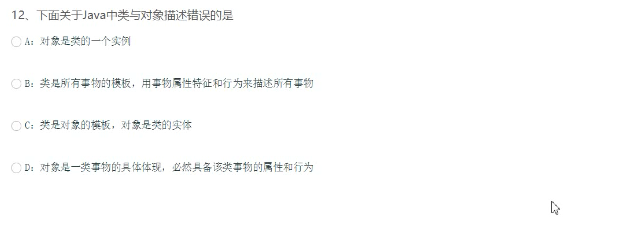 12、下面关于Java中类与对象描述错误的是
A：对象是类的一个实例
B：类是所有事物的模板，用事物属性特征和行为来描述所有事物
C：类是对象的模板，对象是类的实体
D：对象是一类事物的具体体现，必然具备该类事物的属性和行为